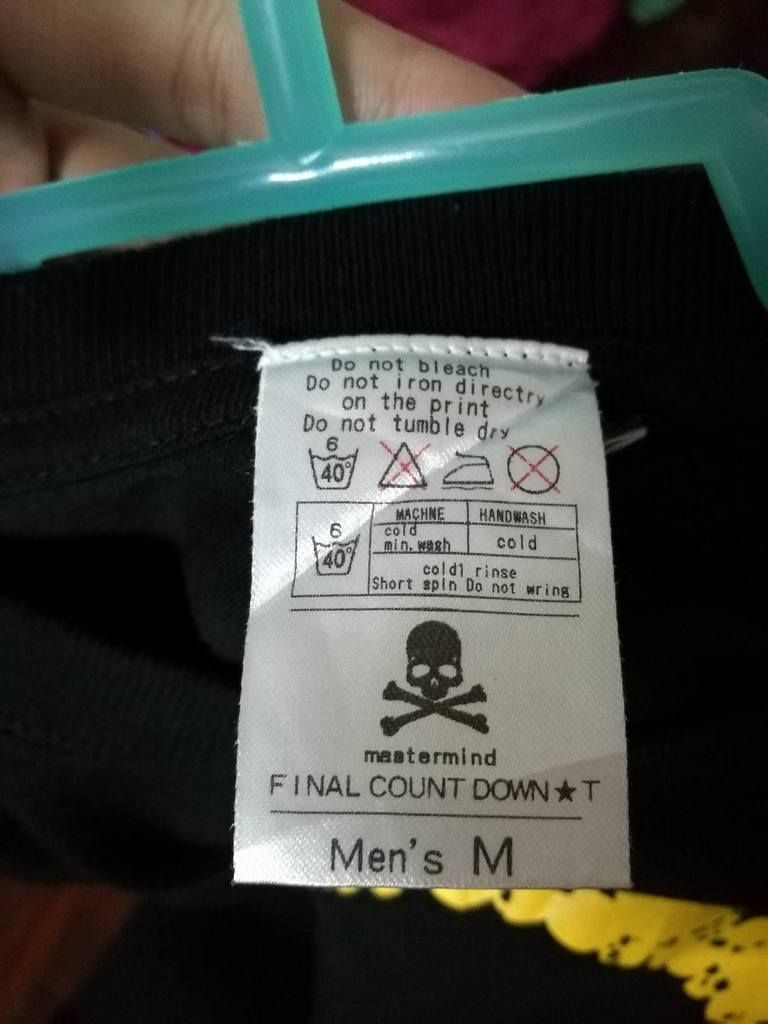 Do not bleach
Do not iron directry
on the print
Do not tumble dry
6
40°
6
40°
MACHINE HANDWASH
cold
min. wash
cold
cold1 rinse
Short spin Do not wring
mastermind
FINAL COUNT DOWN★T
Men's M